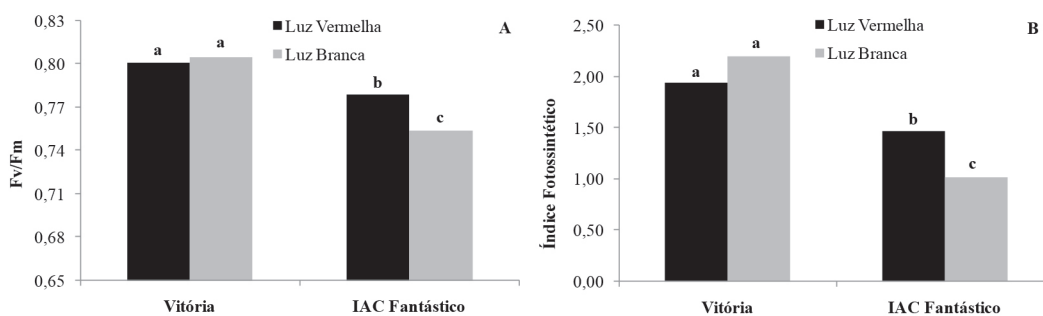 0,83
0,80
0,77
0,74
0,71
0,68
0,65
Fv/Fm
Luz Vermelha
Luz Branca
A
a
a
b
c
Vitória
IAC Fantástico
2,50
2,00
1,50
1,00
0,50
0,00
Índice Fotossintético
Luz Vermelha
Luz Branca
B
a
a
b
c
Vitória
IAC Fantástico